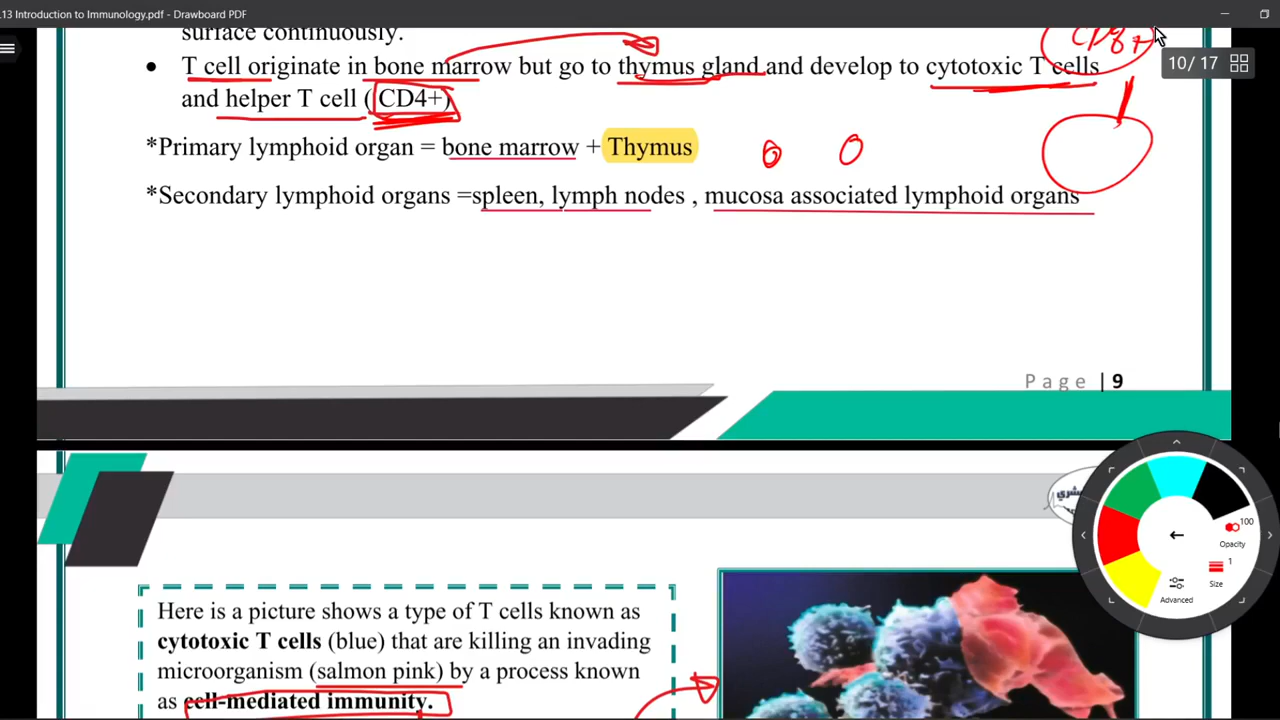 .13 Introduction to Immunology.pdf - Drawboard PDF
surface continuously.
CD8+
10/ 17
• T cell originate in bone marrow but go to thymus gland and develop to cytotoxic T cells
and helper T cell (CD4+)
*Primary lymphoid organ = bone marrow + Thymus
*Secondary lymphoid organs =spleen, lymph nodes , mucosa associated lymphoid organs
Page | 9
100
Opacity
1
Size
Advanced
Here is a picture shows a type of T cells known as
cytotoxic T cells (blue) that are killing an invading
microorganism (salmon pink) by a process known
as cell-mediated immunity.